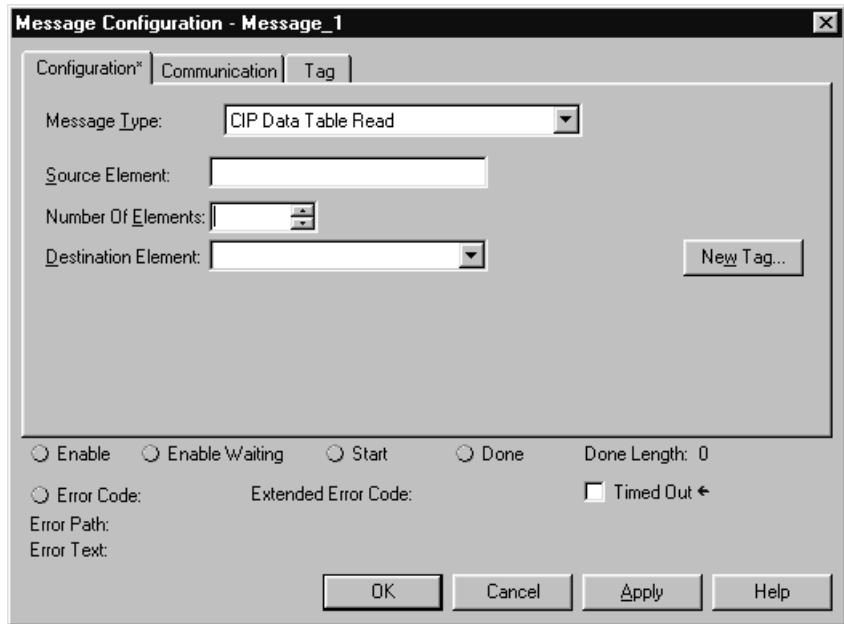 Message Configuration - Message_1
Configuration* Communication Tag
Message Type: CIP Data Table Read
Source Element:
Number Of Elements:
Destination Element: New Tag...
Enable Enable Waiting Start Done Done Length: 0
Error Code: Extended Error Code: Timed Out ←
Error Path:
Error Text:
OK Cancel Apply Help